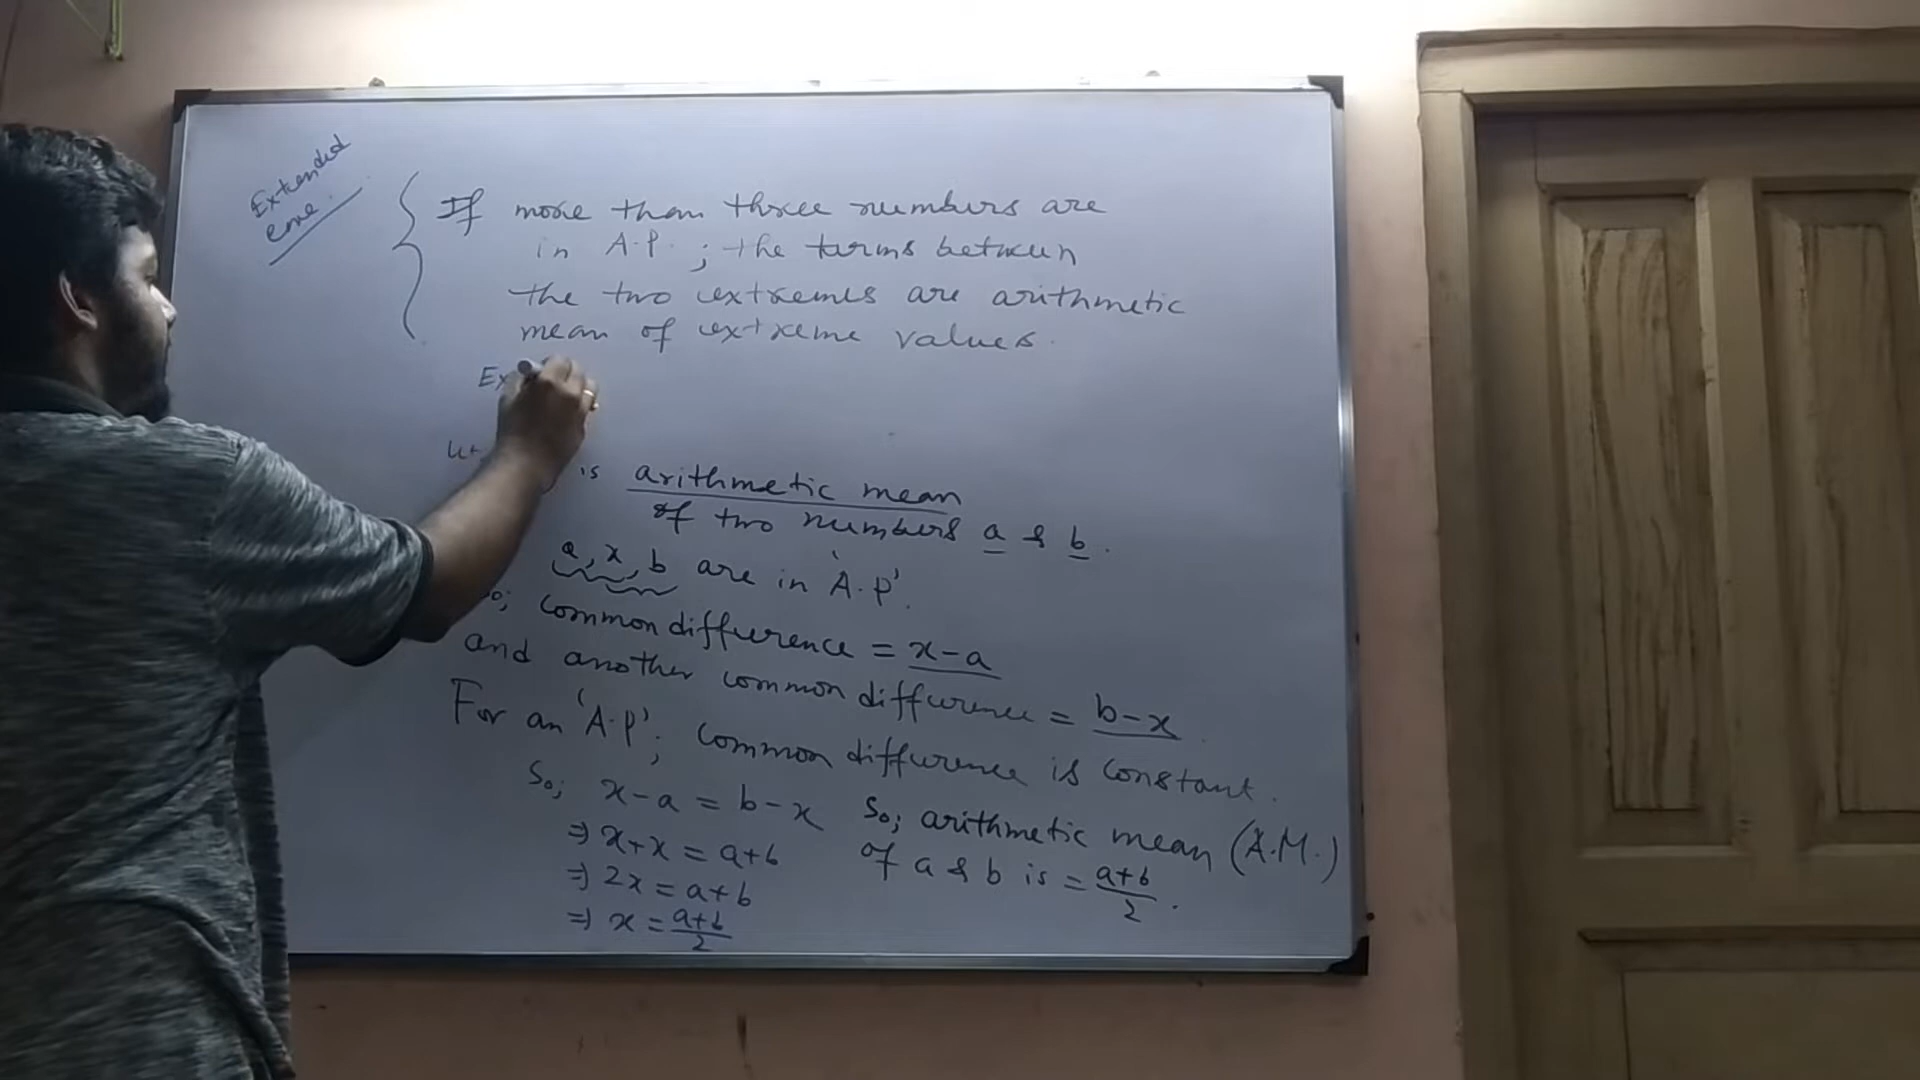 Extended
one.
If more than three numbers are
in A.P. ; the terms between
the two extremes are arithmetic
mean of extreme values.
Ex
Let
is arithmetic mean
of two numbers a & b.
a, x, b are in 'A.P'.
So; common difference = x-a
and another common difference = b-x
For an 'A.P'; common difference is constant.
So; x-a = b-x
⇒ x+x = a+b
⇒ 2x = a+b
⇒ x = a+b/2
So; arithmetic mean (A.M.)
of a & b is = a+b/2.